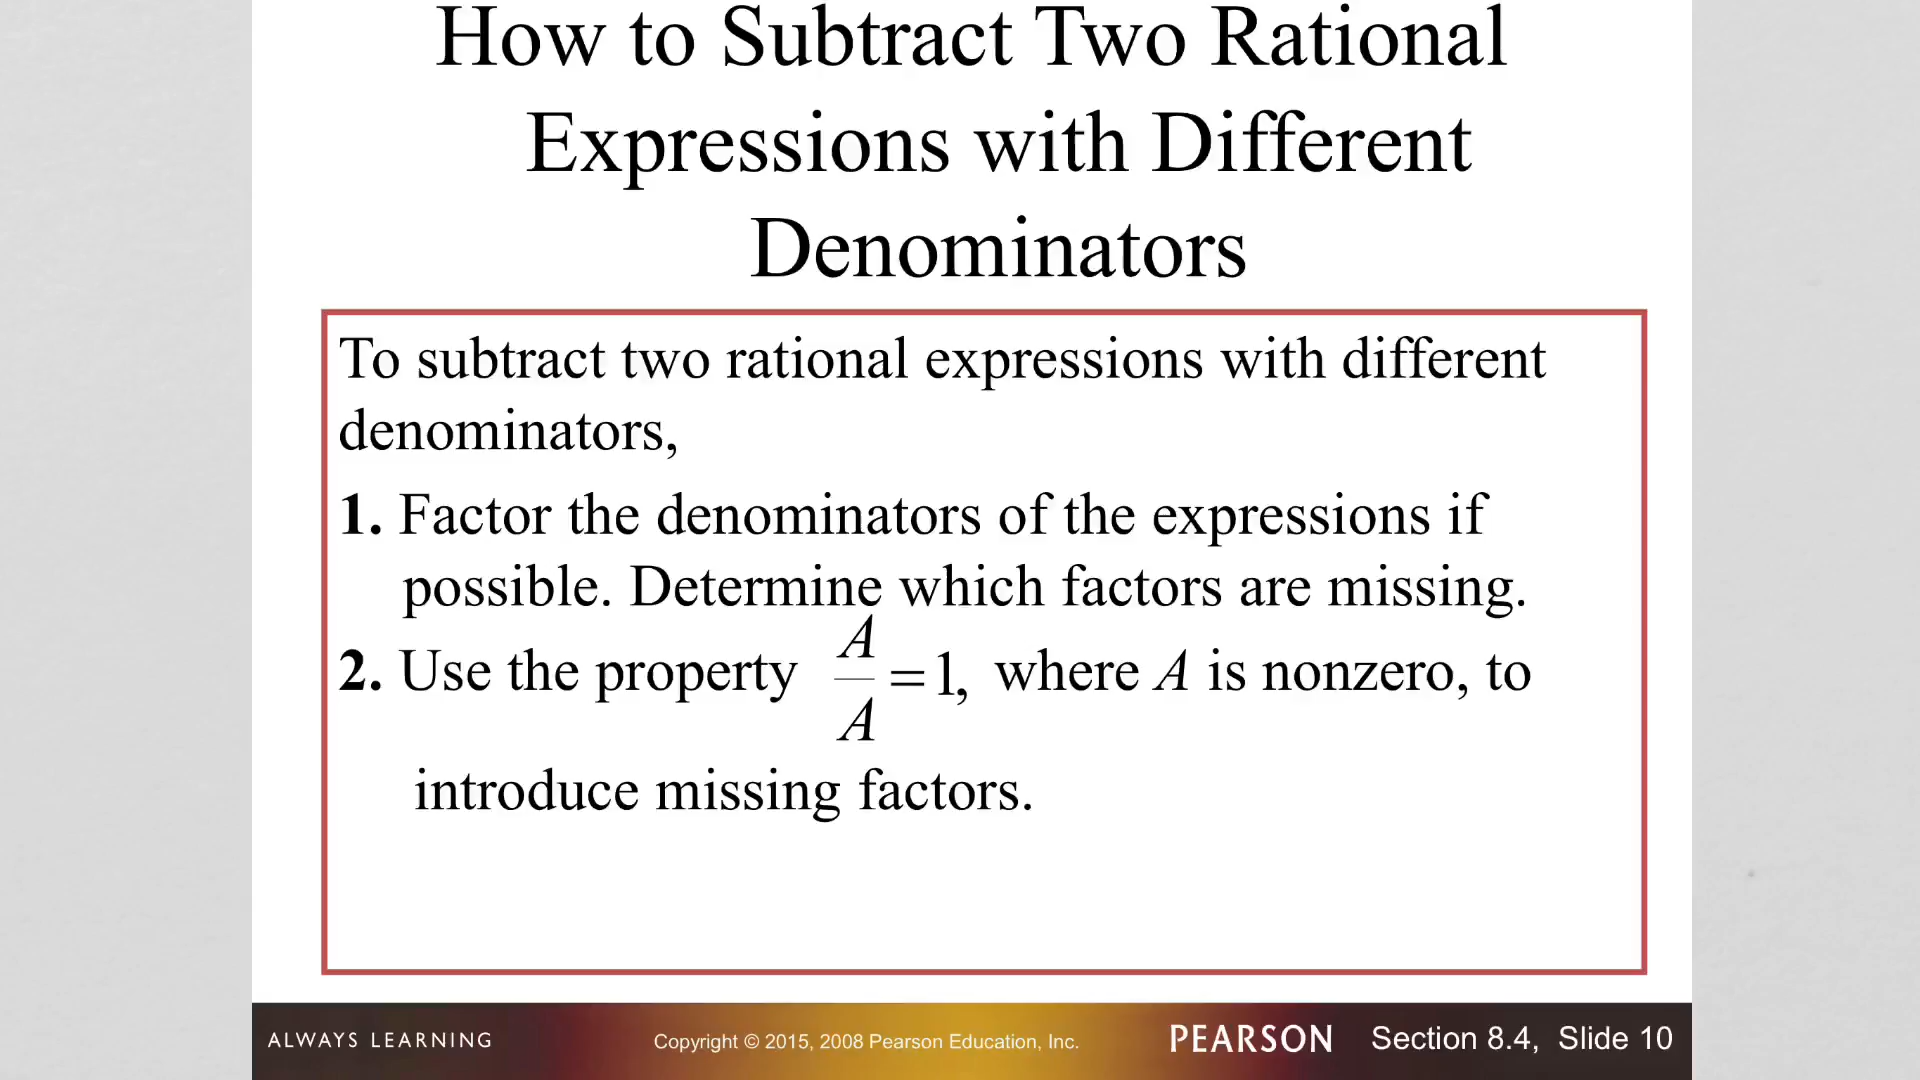 How to Subtract Two Rational
Expressions with Different
Denominators
To subtract two rational expressions with different
denominators,
1. Factor the denominators of the expressions if
possible. Determine which factors are missing.
2. Use the property A/A = 1, where A is nonzero, to
introduce missing factors.
ALWAYS LEARNING
Copyright © 2015, 2008 Pearson Education, Inc.
PEARSON
Section 8.4, Slide 10